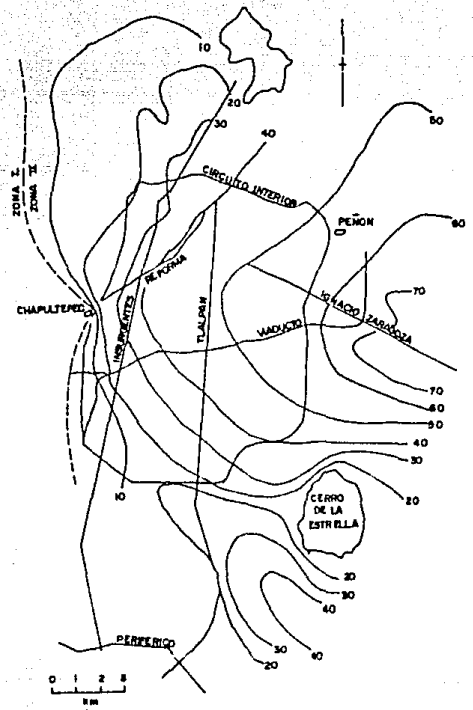 10
20
30
40
50
60
70
ZONA I
ZONA II
CIRCUITO INTERIOR
PEÑON
REFORMA
CHAPULTEPEC
INSURGENTES
TLALPAN
VIADUCTO
IGNACIO ZARAGOZA
70
60
50
40
30
20
10
CERRO
DE LA
ESTRELLA
20
30
40
30
40
20
PERIFERICO
0 1 2 3
km